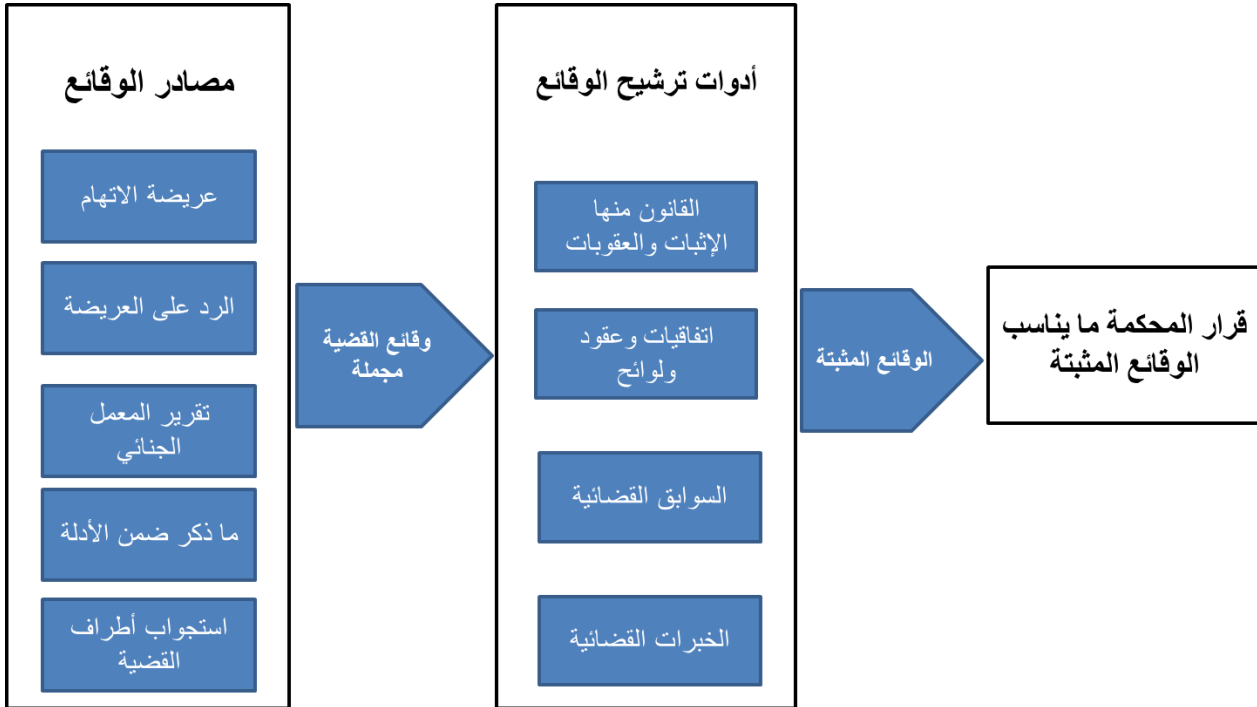 مصادر الوقائع
عريضة الاتهام
الرد على العريضة
تقرير المعمل
الجنائي
ما ذكر ضمن الأدلة
استجواب أطراف
القضية
وقائع القضية
مجملة
أدوات ترشيح الوقائع
القانون منها
الإثبات والعقوبات
اتفاقيات وعقود
ولوائح
السوابق القضائية
الخبرات القضائية
الوقائع المثبتة
قرار المحكمة ما يناسب
الوقائع المثبتة